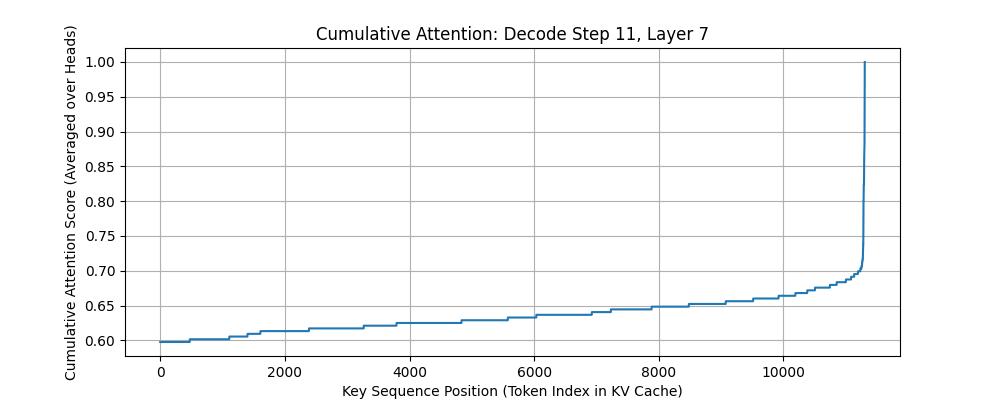 Cumulative Attention: Decode Step 11, Layer 7
Cumulative Attention Score (Averaged over Heads)
1.00
0.95
0.90
0.85
0.80
0.75
0.70
0.65
0.60
0 2000 4000 6000 8000 10000
Key Sequence Position (Token Index in KV Cache)